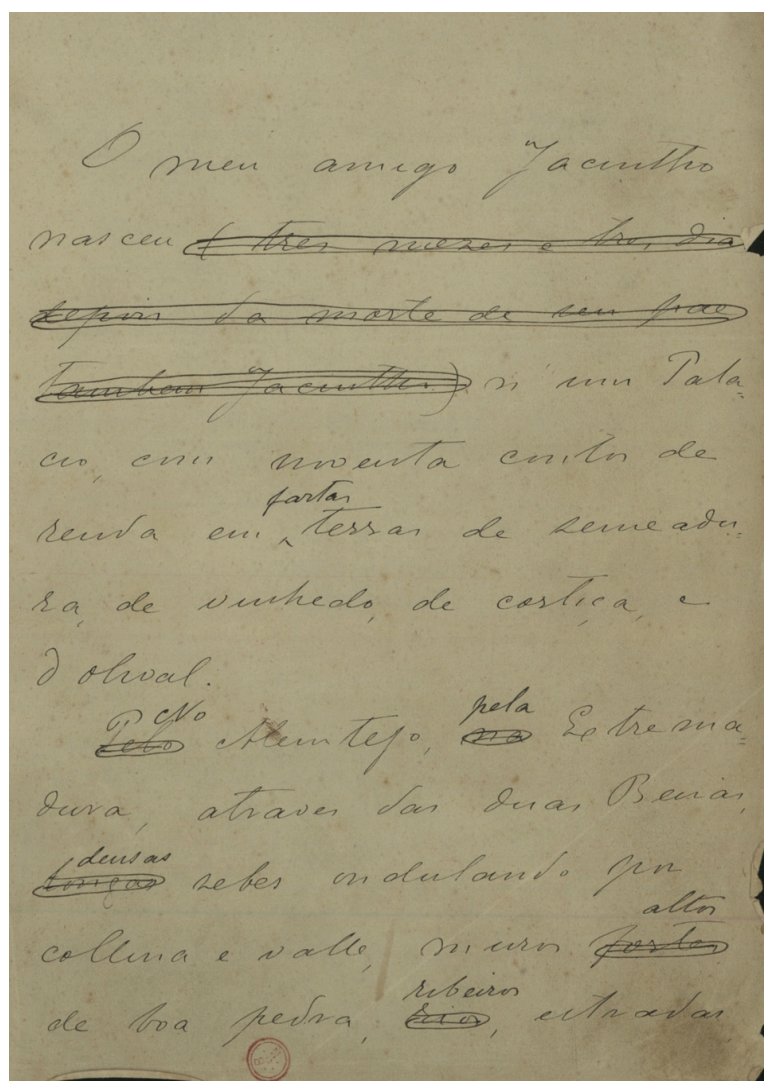 O meu amigo Jacintho
nasceu (tres mezes e tres dia
depois da morte de seu pae
tambem Jacintho) n'um Pala=
cio, com noventa contos de
fartas
renda em terras de semeadu=
ra, de vinhedo, de cortiça, e
d'olival.
No pela
Pelo Alemtejo, na Extrema=
dura, atravez das duas Beiras,
densas
longas sebes ondulando por
altos
collina e valle, muros fortes
ribeiros
de boa pedra, rios, estradas